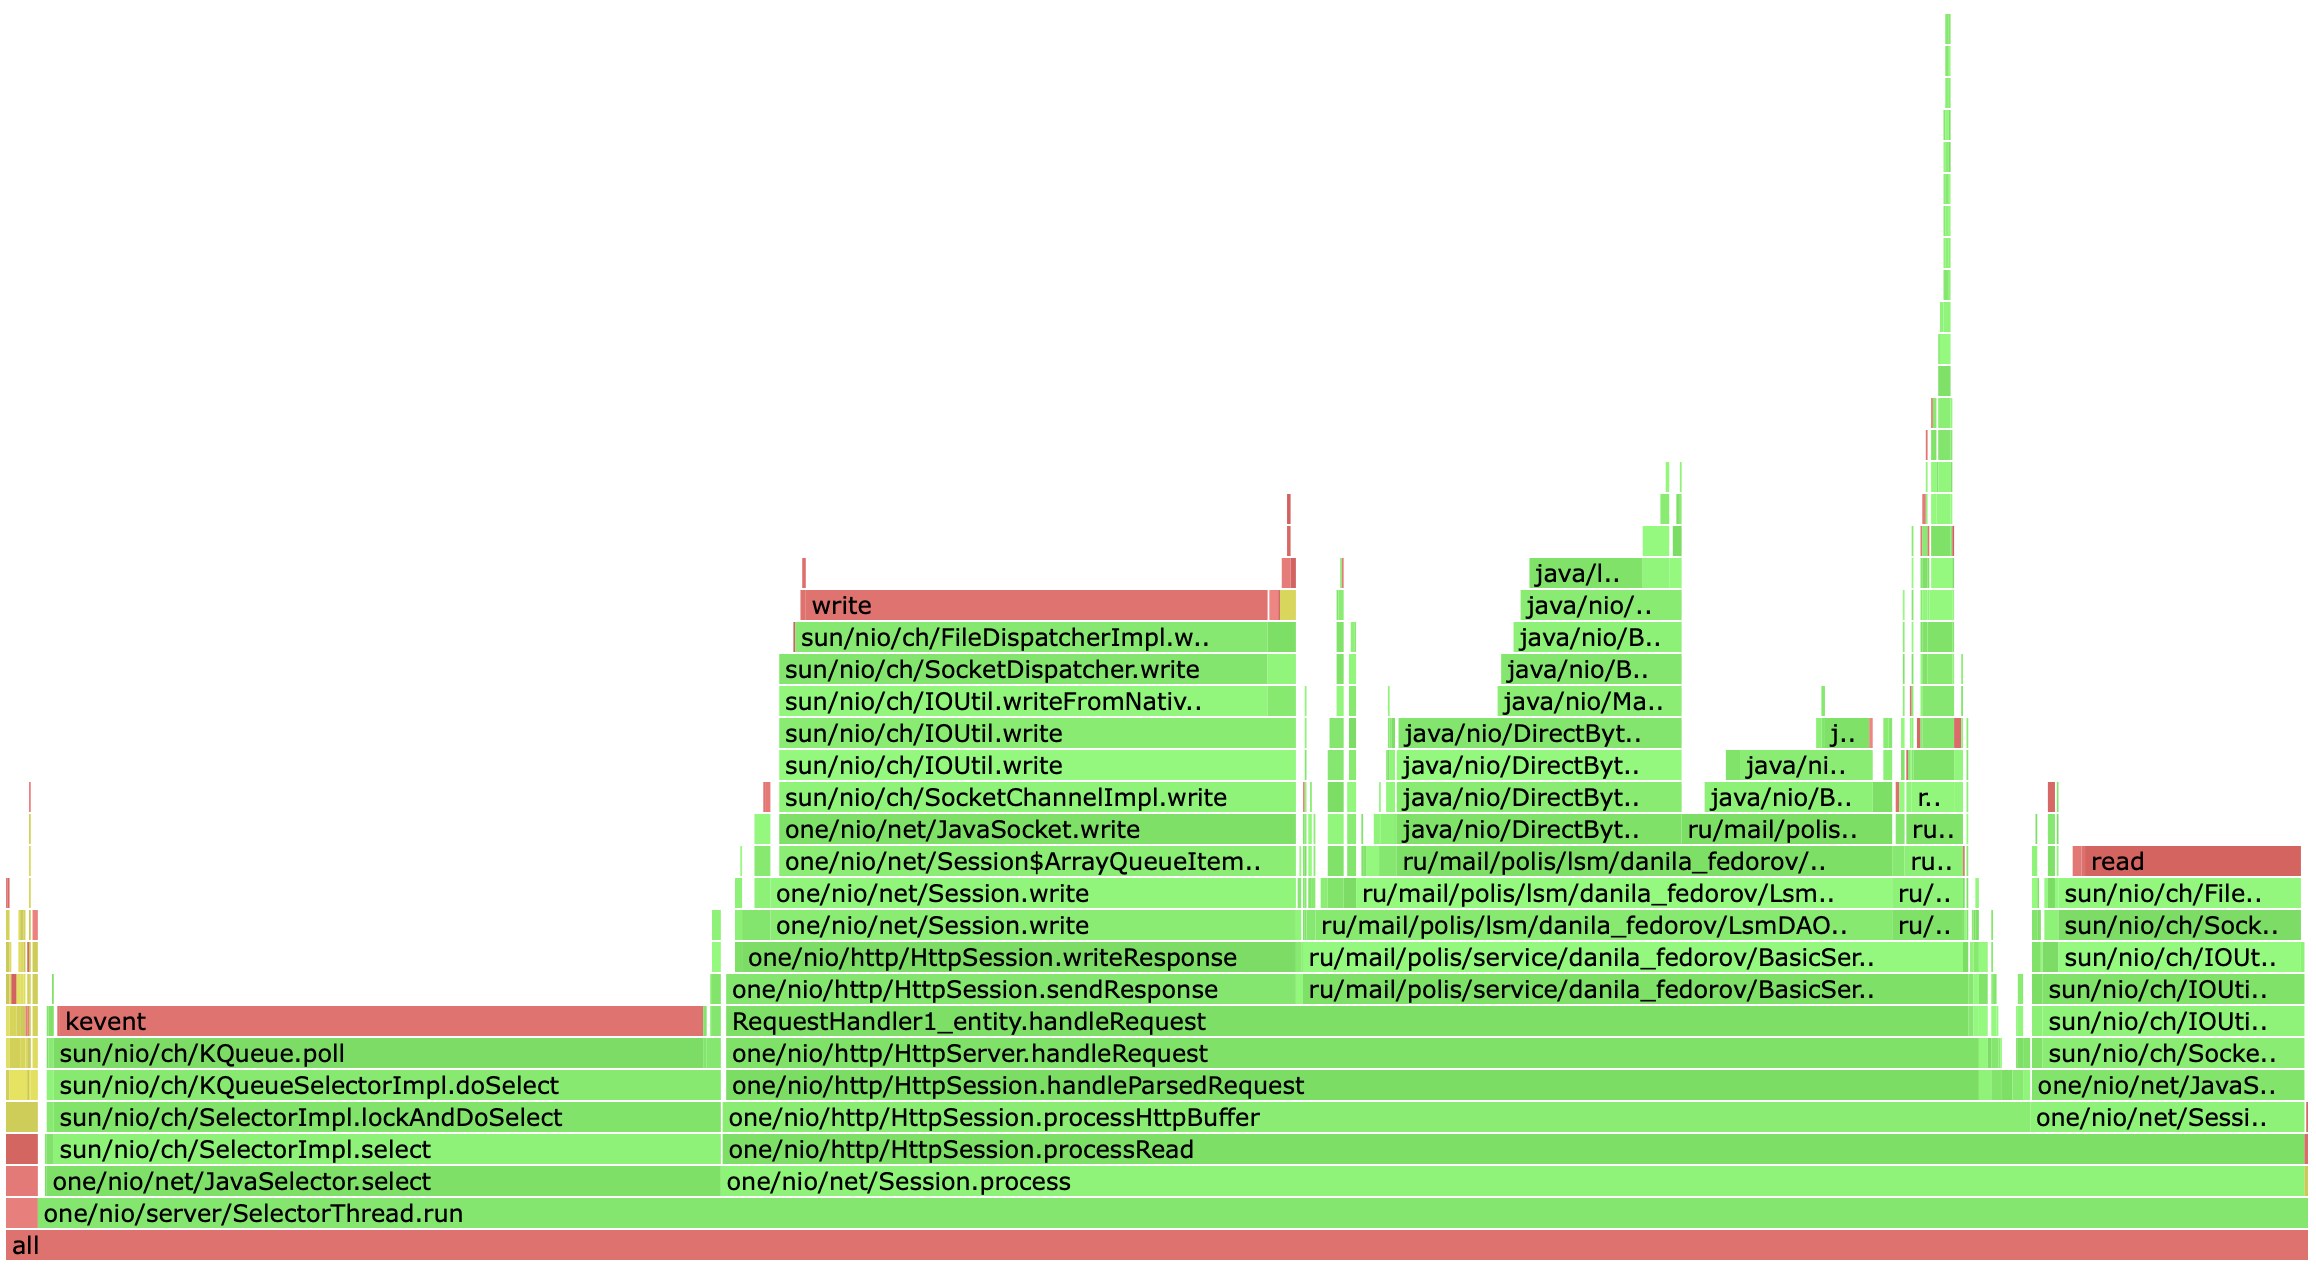 java/l..
write
java/nio/..
sun/nio/ch/FileDispatcherImpl.w..
java/nio/B..
sun/nio/ch/SocketDispatcher.write
java/nio/B..
sun/nio/ch/IOUtil.writeFromNativ..
java/nio/Ma..
sun/nio/ch/IOUtil.write
java/nio/DirectByt..
j..
sun/nio/ch/IOUtil.write
java/nio/DirectByt..
java/ni..
sun/nio/ch/SocketChannelImpl.write
java/nio/DirectByt..
java/nio/B..
r..
one/nio/net/JavaSocket.write
java/nio/DirectByt..
ru/mail/polis..
ru..
one/nio/net/Session$ArrayQueueItem..
ru/mail/polis/lsm/danila_fedorov/..
ru..
read
one/nio/net/Session.write
ru/mail/polis/lsm/danila_fedorov/Lsm..
ru/..
sun/nio/ch/File..
one/nio/net/Session.write
ru/mail/polis/lsm/danila_fedorov/LsmDAO..
ru/..
sun/nio/ch/Sock..
one/nio/http/HttpSession.writeResponse
ru/mail/polis/service/danila_fedorov/BasicSer..
sun/nio/ch/IOUt..
one/nio/http/HttpSession.sendResponse
ru/mail/polis/service/danila_fedorov/BasicSer..
sun/nio/ch/IOUti..
kevent
RequestHandler1_entity.handleRequest
sun/nio/ch/IOUti..
sun/nio/ch/KQueue.poll
one/nio/http/HttpServer.handleRequest
sun/nio/ch/Socke..
sun/nio/ch/KQueueSelectorImpl.doSelect
one/nio/http/HttpSession.handleParsedRequest
one/nio/net/JavaS..
sun/nio/ch/SelectorImpl.lockAndDoSelect
one/nio/http/HttpSession.processHttpBuffer
one/nio/net/Sessi..
sun/nio/ch/SelectorImpl.select
one/nio/http/HttpSession.processRead
one/nio/net/JavaSelector.select
one/nio/net/Session.process
one/nio/server/SelectorThread.run
all